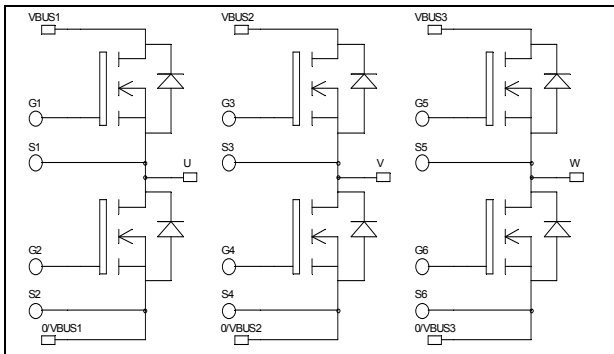 VBUS1 VBUS2 VBUS3
G1 G3 G5
S1 S3 S5
U V W
G2 G4 G6
S2 S4 S6
0/VBUS1 0/VBUS2 0/VBUS3